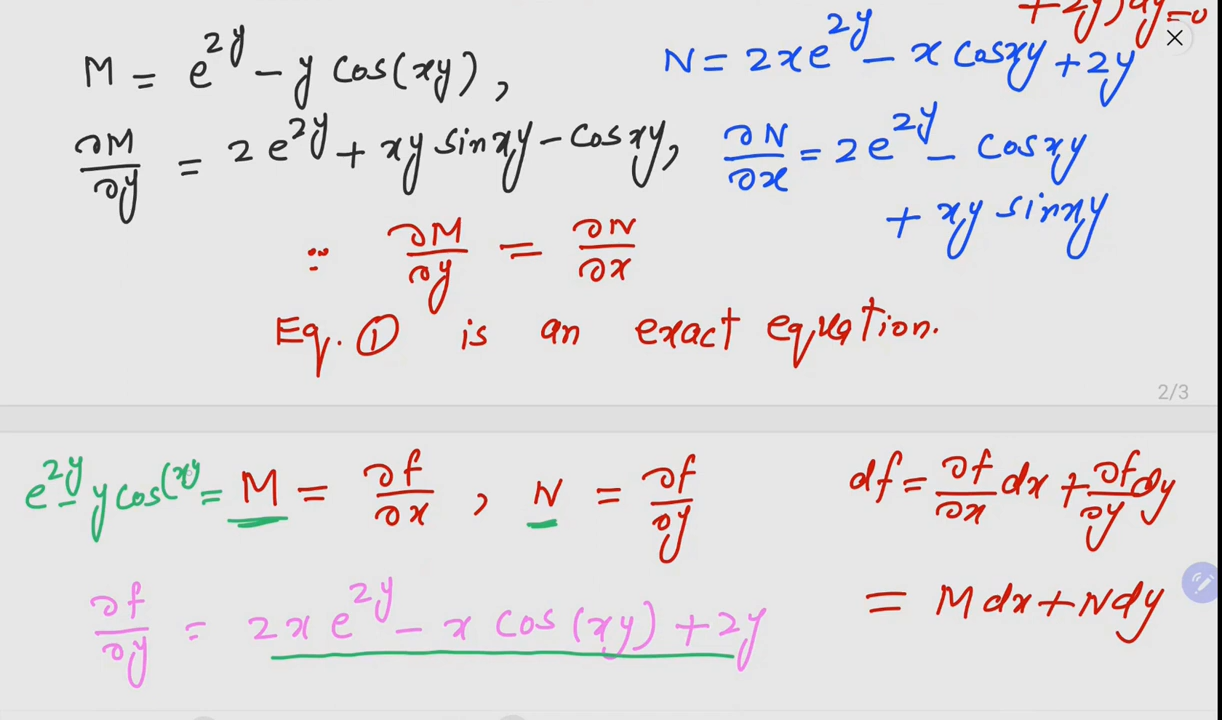 + 2y) dy = 0
M = e^{2y} - y cos(xy),
N = 2xe^{2y} - x cosxy + 2y
∂M/∂y = 2e^{2y} + xy sinxy - cosxy,
∂N/∂x = 2e^{2y} - cosxy
+ xy sinxy
∵ ∂M/∂y = ∂N/∂x
Eq. ① is an exact equation.
2/3
e^{2y} - y cos(xy = M = ∂f/∂x , N = ∂f/∂y
df = ∂f/∂x dx + ∂f/∂y dy
= Mdx + Ndy
∂f/∂y = 2x e^{2y} - x cos(xy) + 2y